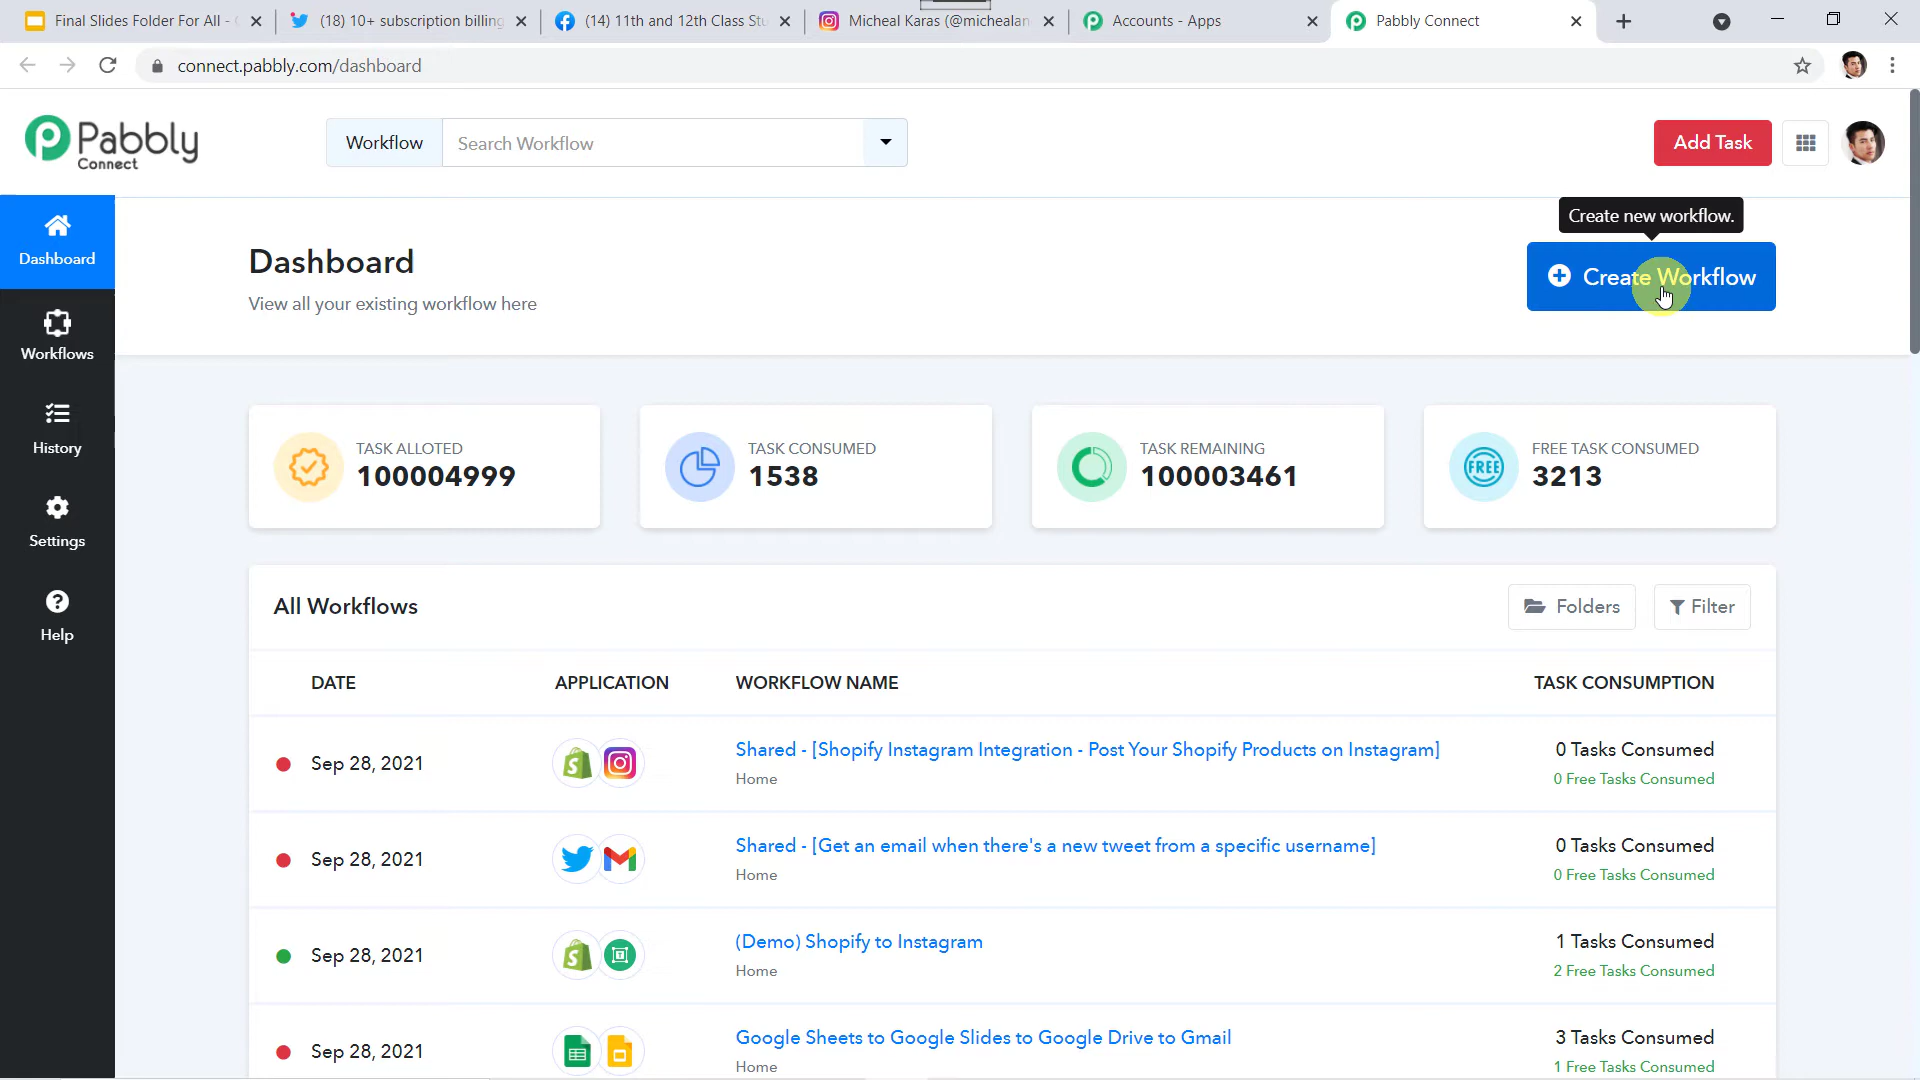 Final Slides Folder For All -
(18) 10+ subscription billing
(14) 11th and 12th Class Stu
Micheal Karas (@michealan
Accounts - Apps
Pabbly Connect
connect.pabbly.com/dashboard
Pabbly
Connect
Workflow
Search Workflow
Add Task
Create new workflow.
Dashboard
View all your existing workflow here
Create Workflow
Dashboard
Workflows
History
Settings
Help
TASK ALLOTED
100004999
TASK CONSUMED
1538
TASK REMAINING
100003461
FREE
FREE TASK CONSUMED
3213
All Workflows
Folders
Filter
DATE APPLICATION WORKFLOW NAME TASK CONSUMPTION
Sep 28, 2021 Shared - [Shopify Instagram Integration - Post Your Shopify Products on Instagram] 0 Tasks Consumed
Home 0 Free Tasks Consumed
Sep 28, 2021 Shared - [Get an email when there's a new tweet from a specific username] 0 Tasks Consumed
Home 0 Free Tasks Consumed
Sep 28, 2021 (Demo) Shopify to Instagram 1 Tasks Consumed
Home 2 Free Tasks Consumed
Sep 28, 2021 Google Sheets to Google Slides to Google Drive to Gmail 3 Tasks Consumed
Home 1 Free Tasks Consumed